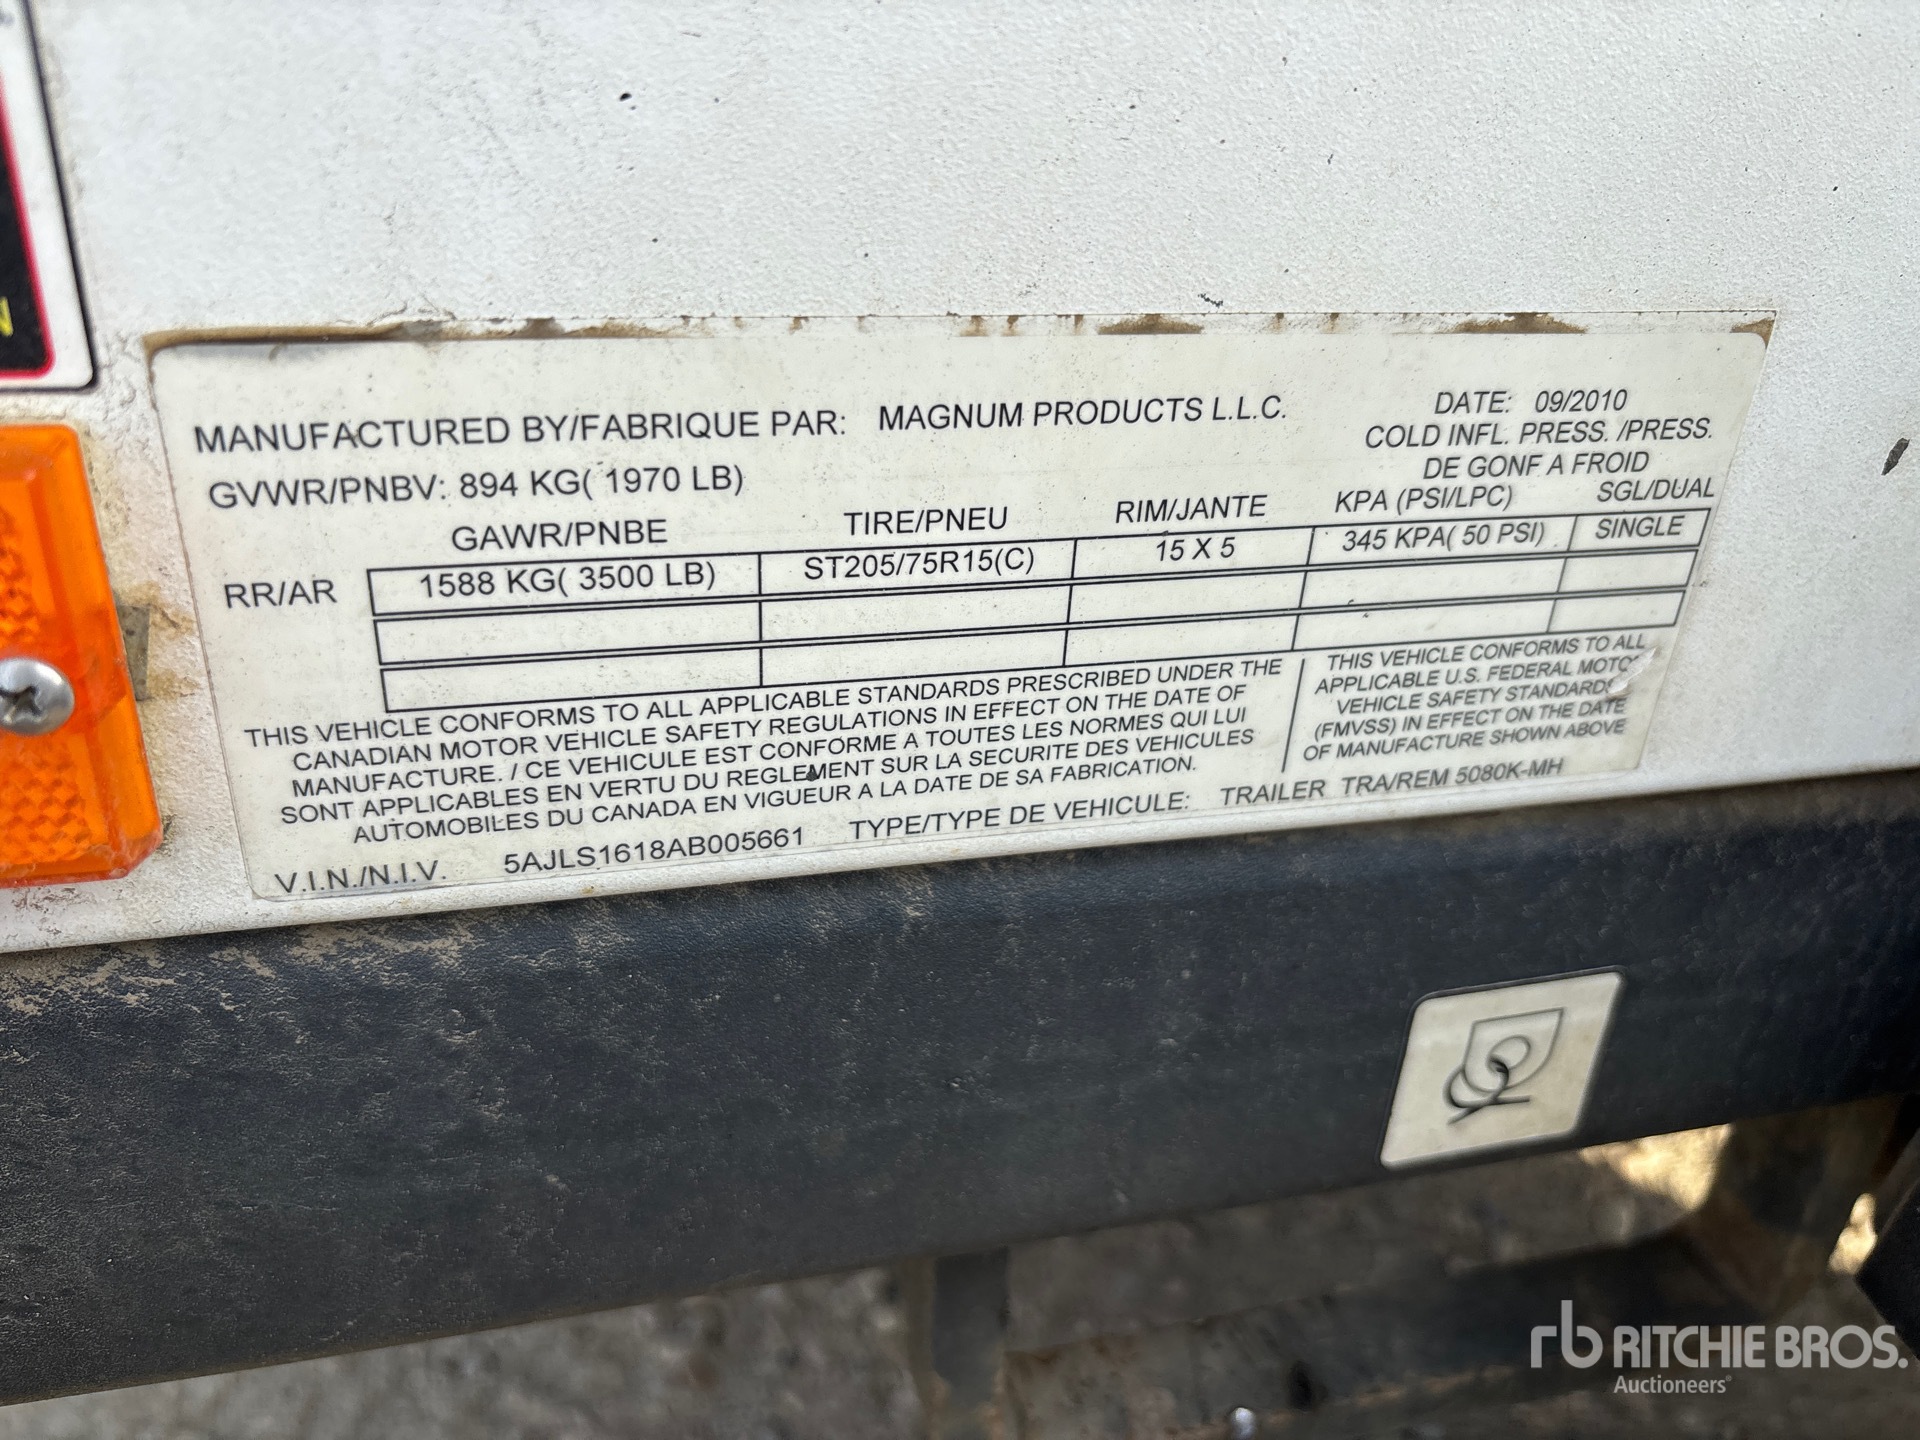 MANUFACTURED BY/FABRIQUE PAR: MAGNUM PRODUCTS L.L.C.
DATE: 09/2010
GVWR/PNBV: 894 KG( 1970 LB)
COLD INFL. PRESS. /PRESS.
DE GONF A FROID
GAWR/PNBE TIRE/PNEU RIM/JANTE KPA (PSI/LPC) SGL/DUAL
RR/AR 1588 KG( 3500 LB) ST205/75R15(C) 15 X 5 345 KPA( 50 PSI) SINGLE
THIS VEHICLE CONFORMS TO ALL APPLICABLE STANDARDS PRESCRIBED UNDER THE
CANADIAN MOTOR VEHICLE SAFETY REGULATIONS IN EFFECT ON THE DATE OF
MANUFACTURE. / CE VEHICULE EST CONFORME A TOUTES LES NORMES QUI LUI
SONT APPLICABLES EN VERTU DU REGLEMENT SUR LA SECURITE DES VEHICULES
AUTOMOBILES DU CANADA EN VIGUEUR A LA DATE DE SA FABRICATION.
THIS VEHICLE CONFORMS TO ALL
APPLICABLE U.S. FEDERAL MOTOR
VEHICLE SAFETY STANDARDS
(FMVSS) IN EFFECT ON THE DATE
OF MANUFACTURE SHOWN ABOVE
V.I.N./N.I.V. 5AJLS1618AB005661 TYPE/TYPE DE VEHICULE: TRAILER TRA/REM 5080K-MH
rb RITCHIE BROS.
Auctioneers